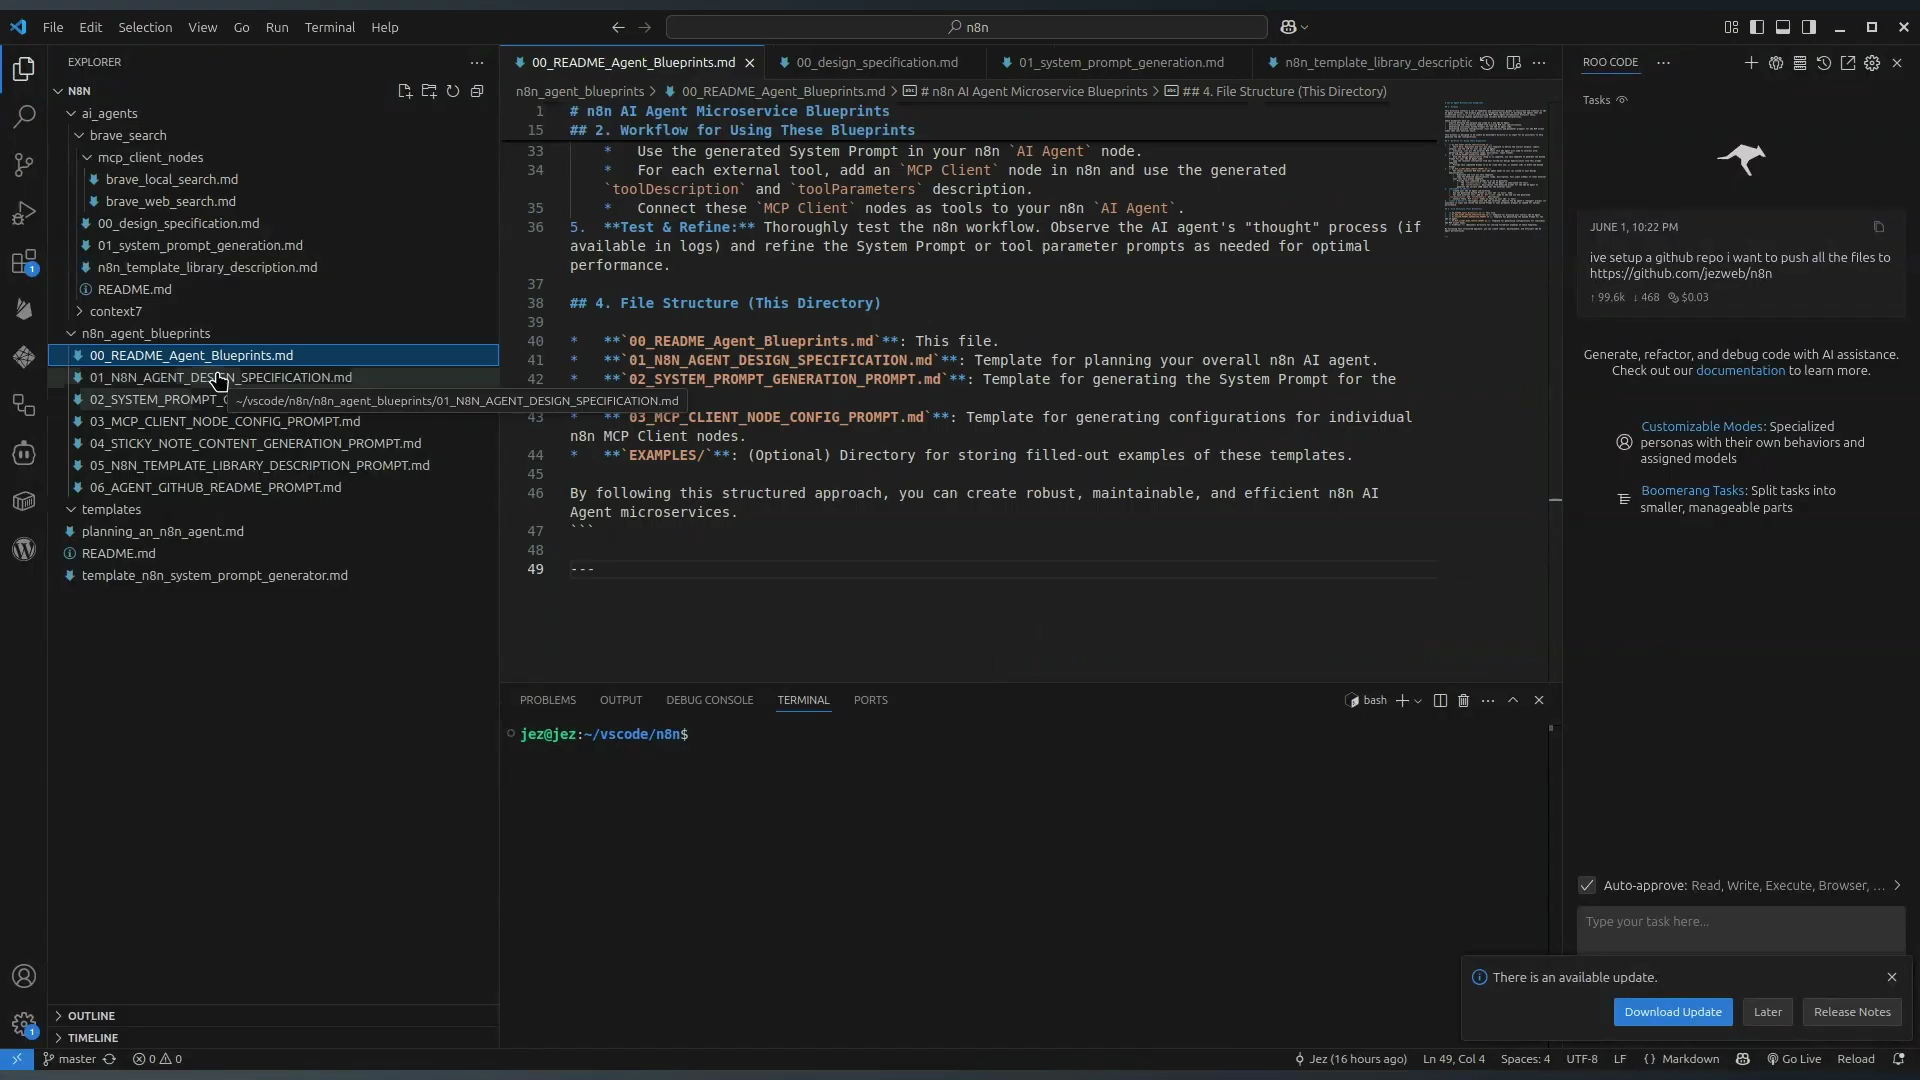 File Edit Selection View Go Run Terminal Help
n8n
EXPLORER
N8N
ai_agents
brave_search
mcp_client_nodes
brave_local_search.md
brave_web_search.md
00_design_specification.md
01_system_prompt_generation.md
n8n_template_library_description.md
README.md
context7
n8n_agent_blueprints
00_README_Agent_Blueprints.md
01_N8N_AGENT_DESIGN_SPECIFICATION.md
02_SYSTEM_PROMPT_G
03_MCP_CLIENT_NODE_CONFIG_PROMPT.md
04_STICKY_NOTE_CONTENT_GENERATION_PROMPT.md
05_N8N_TEMPLATE_LIBRARY_DESCRIPTION_PROMPT.md
06_AGENT_GITHUB_README_PROMPT.md
templates
planning_an_n8n_agent.md
README.md
template_n8n_system_prompt_generator.md
OUTLINE
TIMELINE
1
1
~/vscode/n8n/n8n_agent_blueprints/01_N8N_AGENT_DESIGN_SPECIFICATION.md
00_README_Agent_Blueprints.md 00_design_specification.md 01_system_prompt_generation.md n8n_template_library_descriptic
n8n_agent_blueprints > 00_README_Agent_Blueprints.md > # n8n AI Agent Microservice Blueprints > ## 4. File Structure (This Directory)
1 # n8n AI Agent Microservice Blueprints
15 ## 2. Workflow for Using These Blueprints
33 * Use the generated System Prompt in your n8n `AI Agent` node.
34 * For each external tool, add an `MCP Client` node in n8n and use the generated
`toolDescription` and `toolParameters` description.
35 * Connect these `MCP Client` nodes as tools to your n8n `AI Agent`.
36 5. **Test & Refine:** Thoroughly test the n8n workflow. Observe the AI agent's "thought" process (if
available in logs) and refine the System Prompt or tool parameter prompts as needed for optimal
performance.
37
38 ## 4. File Structure (This Directory)
39
40 * **`00_README_Agent_Blueprints.md`**: This file.
41 * **`01_N8N_AGENT_DESIGN_SPECIFICATION.md`**: Template for planning your overall n8n AI agent.
42 * **`02_SYSTEM_PROMPT_GENERATION_PROMPT.md`**: Template for generating the System Prompt for the
43 * **`03_MCP_CLIENT_NODE_CONFIG_PROMPT.md`**: Template for generating configurations for individual
n8n MCP Client nodes.
44 * **`EXAMPLES/`**: (Optional) Directory for storing filled-out examples of these templates.
45
46 By following this structured approach, you can create robust, maintainable, and efficient n8n AI
Agent microservices.
47 ```
48
49 ---
PROBLEMS OUTPUT DEBUG CONSOLE TERMINAL PORTS
bash
jez@jez:~/vscode/n8n$
ROO CODE
Tasks
JUNE 1, 10:22 PM
ive setup a github repo i want to push all the files to
https://github.com/jezweb/n8n
↑ 99.6k ↓ 468 $0.03
Generate, refactor, and debug code with AI assistance.
Check out our documentation to learn more.
Customizable Modes: Specialized
personas with their own behaviors and
assigned models
Boomerang Tasks: Split tasks into
smaller, manageable parts
Auto-approve: Read, Write, Execute, Browser, ...
Type your task here...
There is an available update.
Download Update Later Release Notes
master 0 0 Jez (16 hours ago) Ln 49, Col 4 Spaces: 4 UTF-8 LF {} Markdown Go Live Reload